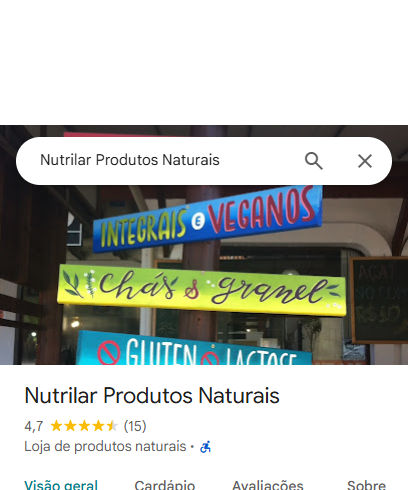 Nutrilar Produtos Naturais
INTEGRAIS E VEGANOS
Chás a granel
GLUTEN LACTOSE
AÇAÍ
Nutrilar Produtos Naturais
4,7 (15)
Loja de produtos naturais ·
Visão geral Cardápio Avaliações Sobre